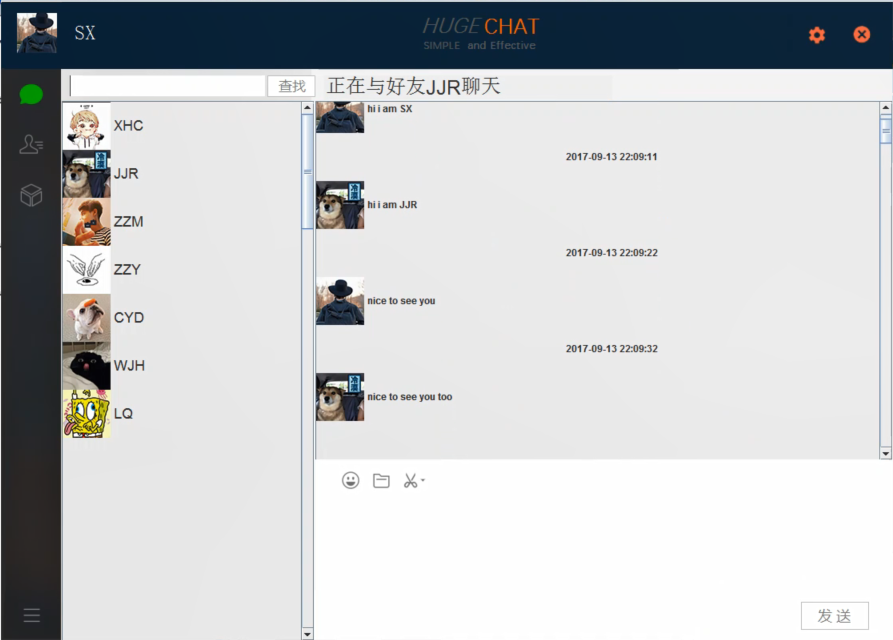 SX
HUGE CHAT
SIMPLE and Effective
查找
正在与好友JJR聊天
XHC
JJR
ZZM
ZZY
CYD
WJH
LQ
hi i am SX
2017-09-13 22:09:11
hi i am JJR
2017-09-13 22:09:22
nice to see you
2017-09-13 22:09:32
nice to see you too
发送